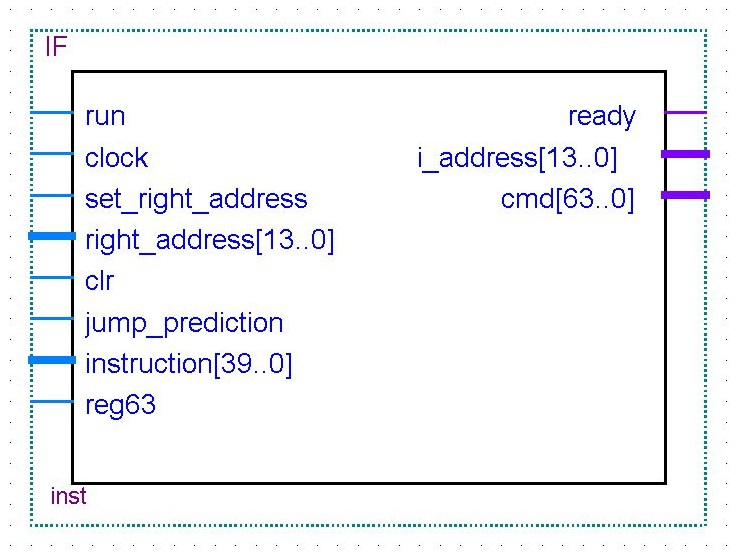 IF
run ready
clock i_address[13..0]
set_right_address cmd[63..0]
right_address[13..0]
clr
jump_prediction
instruction[39..0]
reg63
inst